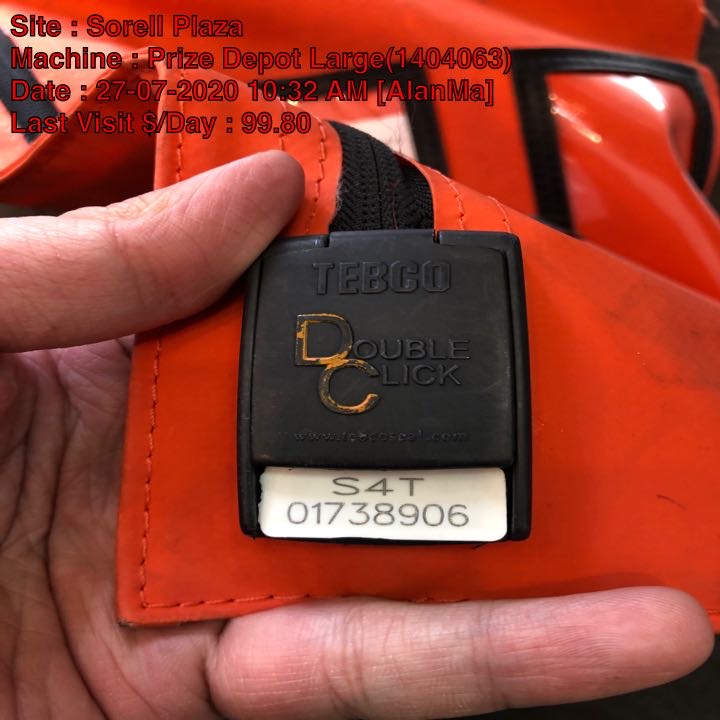 Site : Sorell Plaza
Machine : Prize Depot Large(1404063)
Date : 27-07-2020 10:32 AM [AlanMa]
Last Visit $/Day : 99.80
TEBCO
DOUBLE
CLICK
www.tebcoseal.com
S4T
01738906